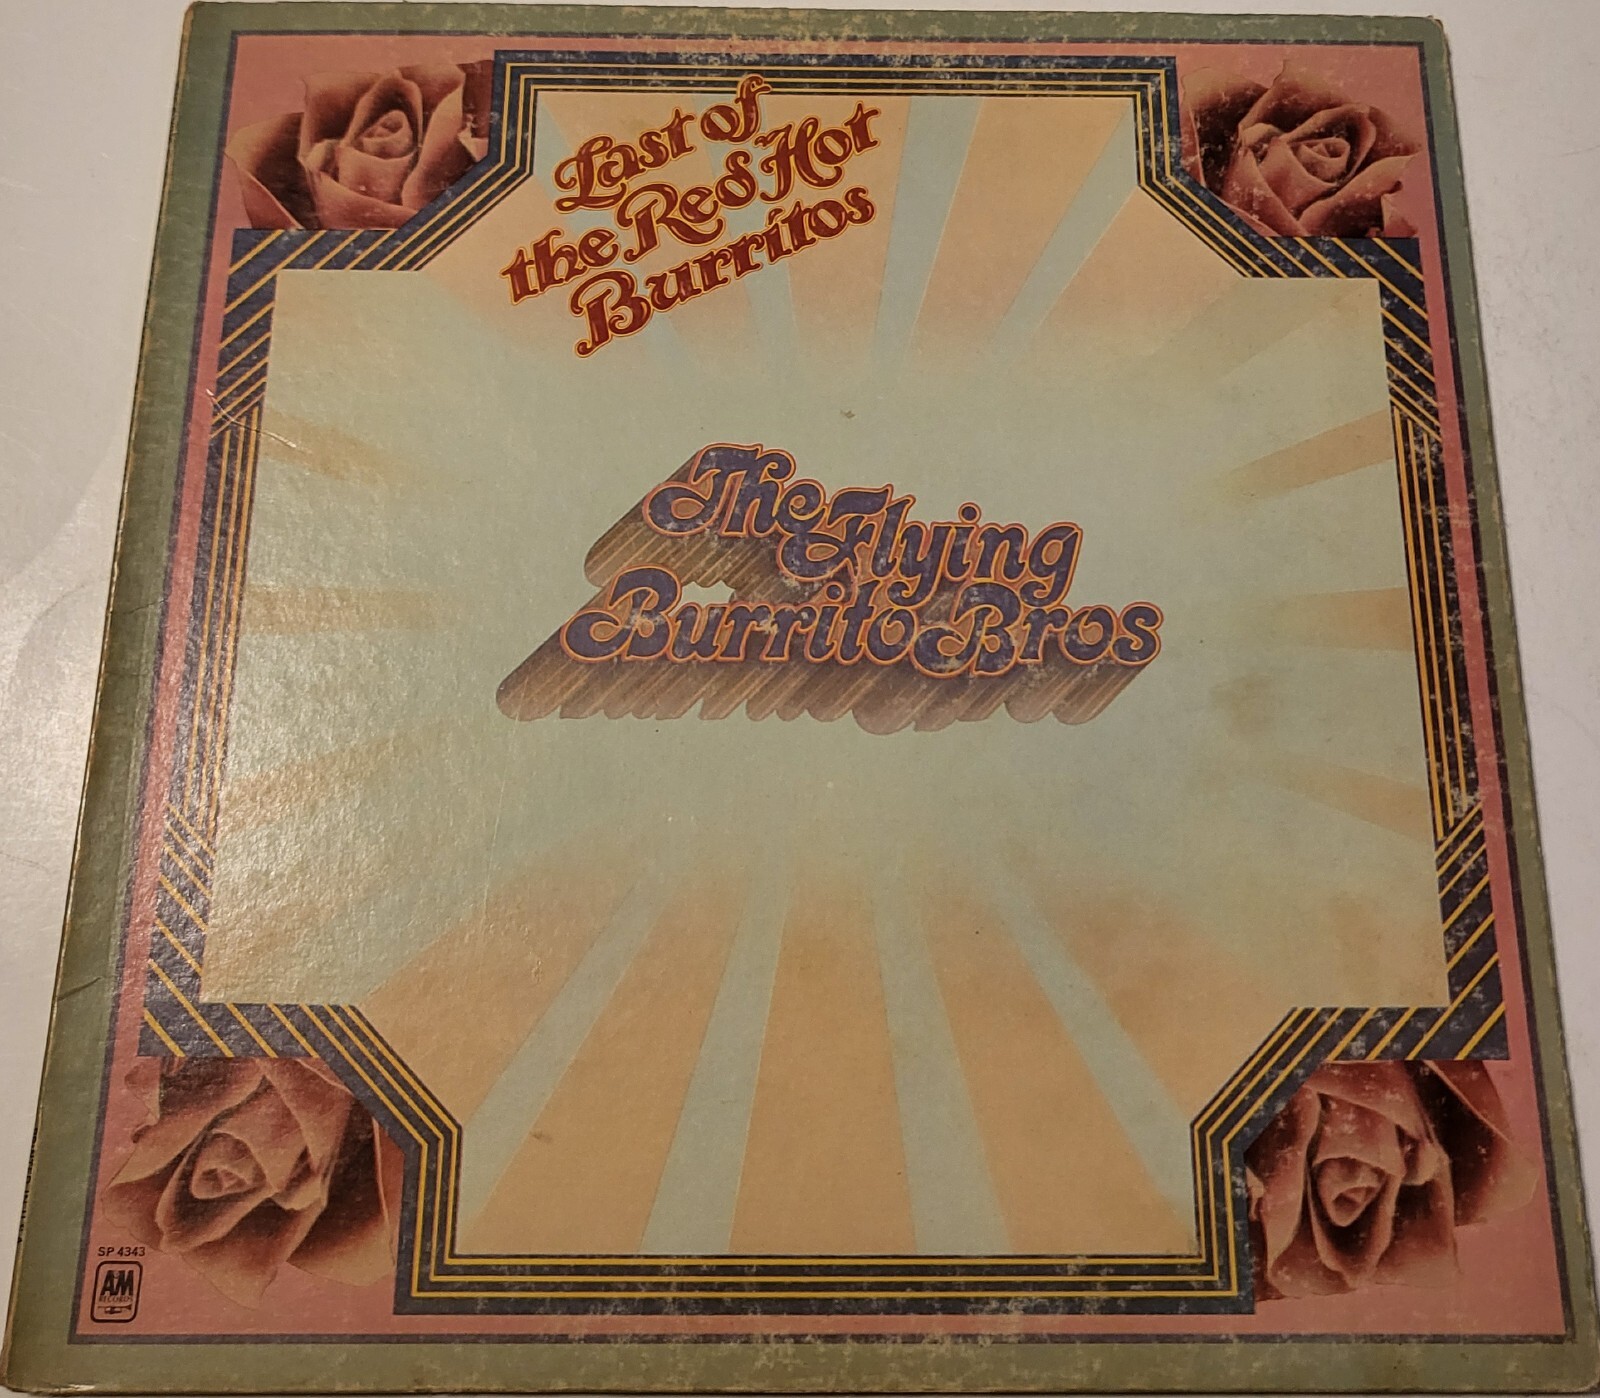 Last of
the Red Hot
Burritos
The Flying
Burrito Bros
SP 4343
A&M
RECORDS